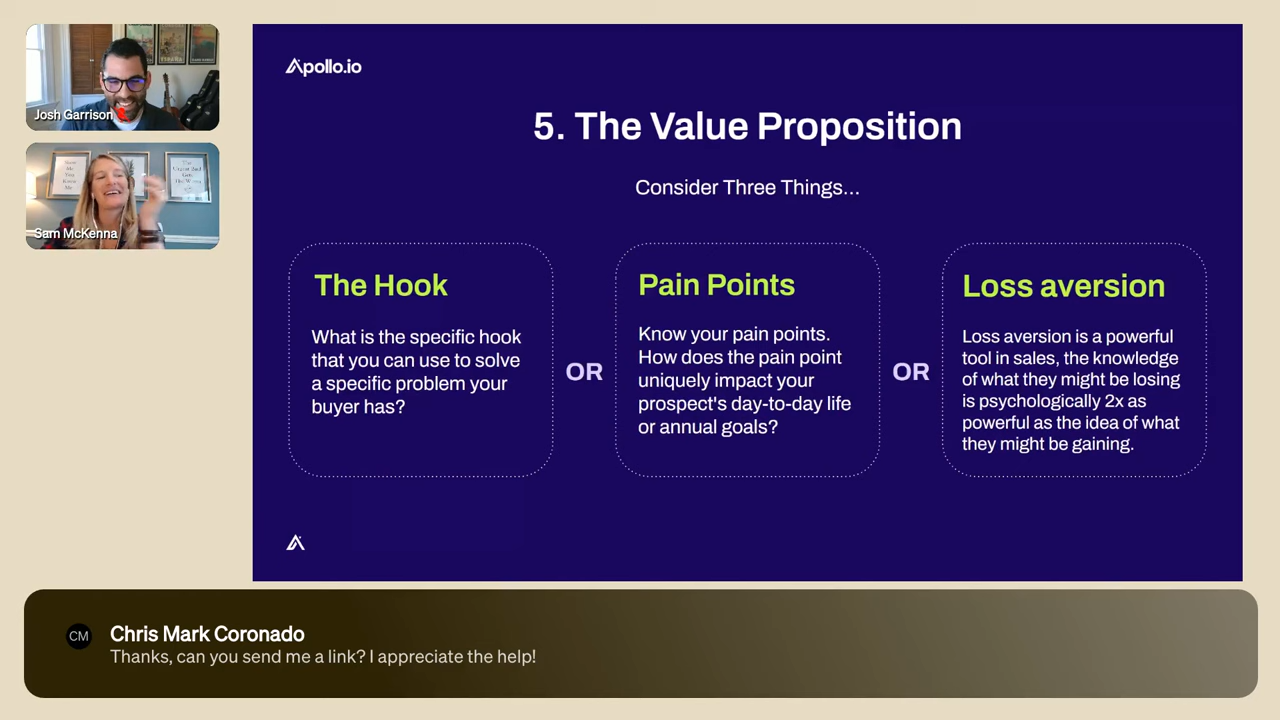 Josh Garrison
Sam McKenna
Apollo.io
5. The Value Proposition
Consider Three Things...
The Hook
What is the specific hook
that you can use to solve
a specific problem your
buyer has?
OR
Pain Points
Know your pain points.
How does the pain point
uniquely impact your
prospect's day-to-day life
or annual goals?
OR
Loss aversion
Loss aversion is a powerful
tool in sales, the knowledge
of what they might be losing
is psychologically 2x as
powerful as the idea of what
they might be gaining.
CM
Chris Mark Coronado
Thanks, can you send me a link? I appreciate the help!